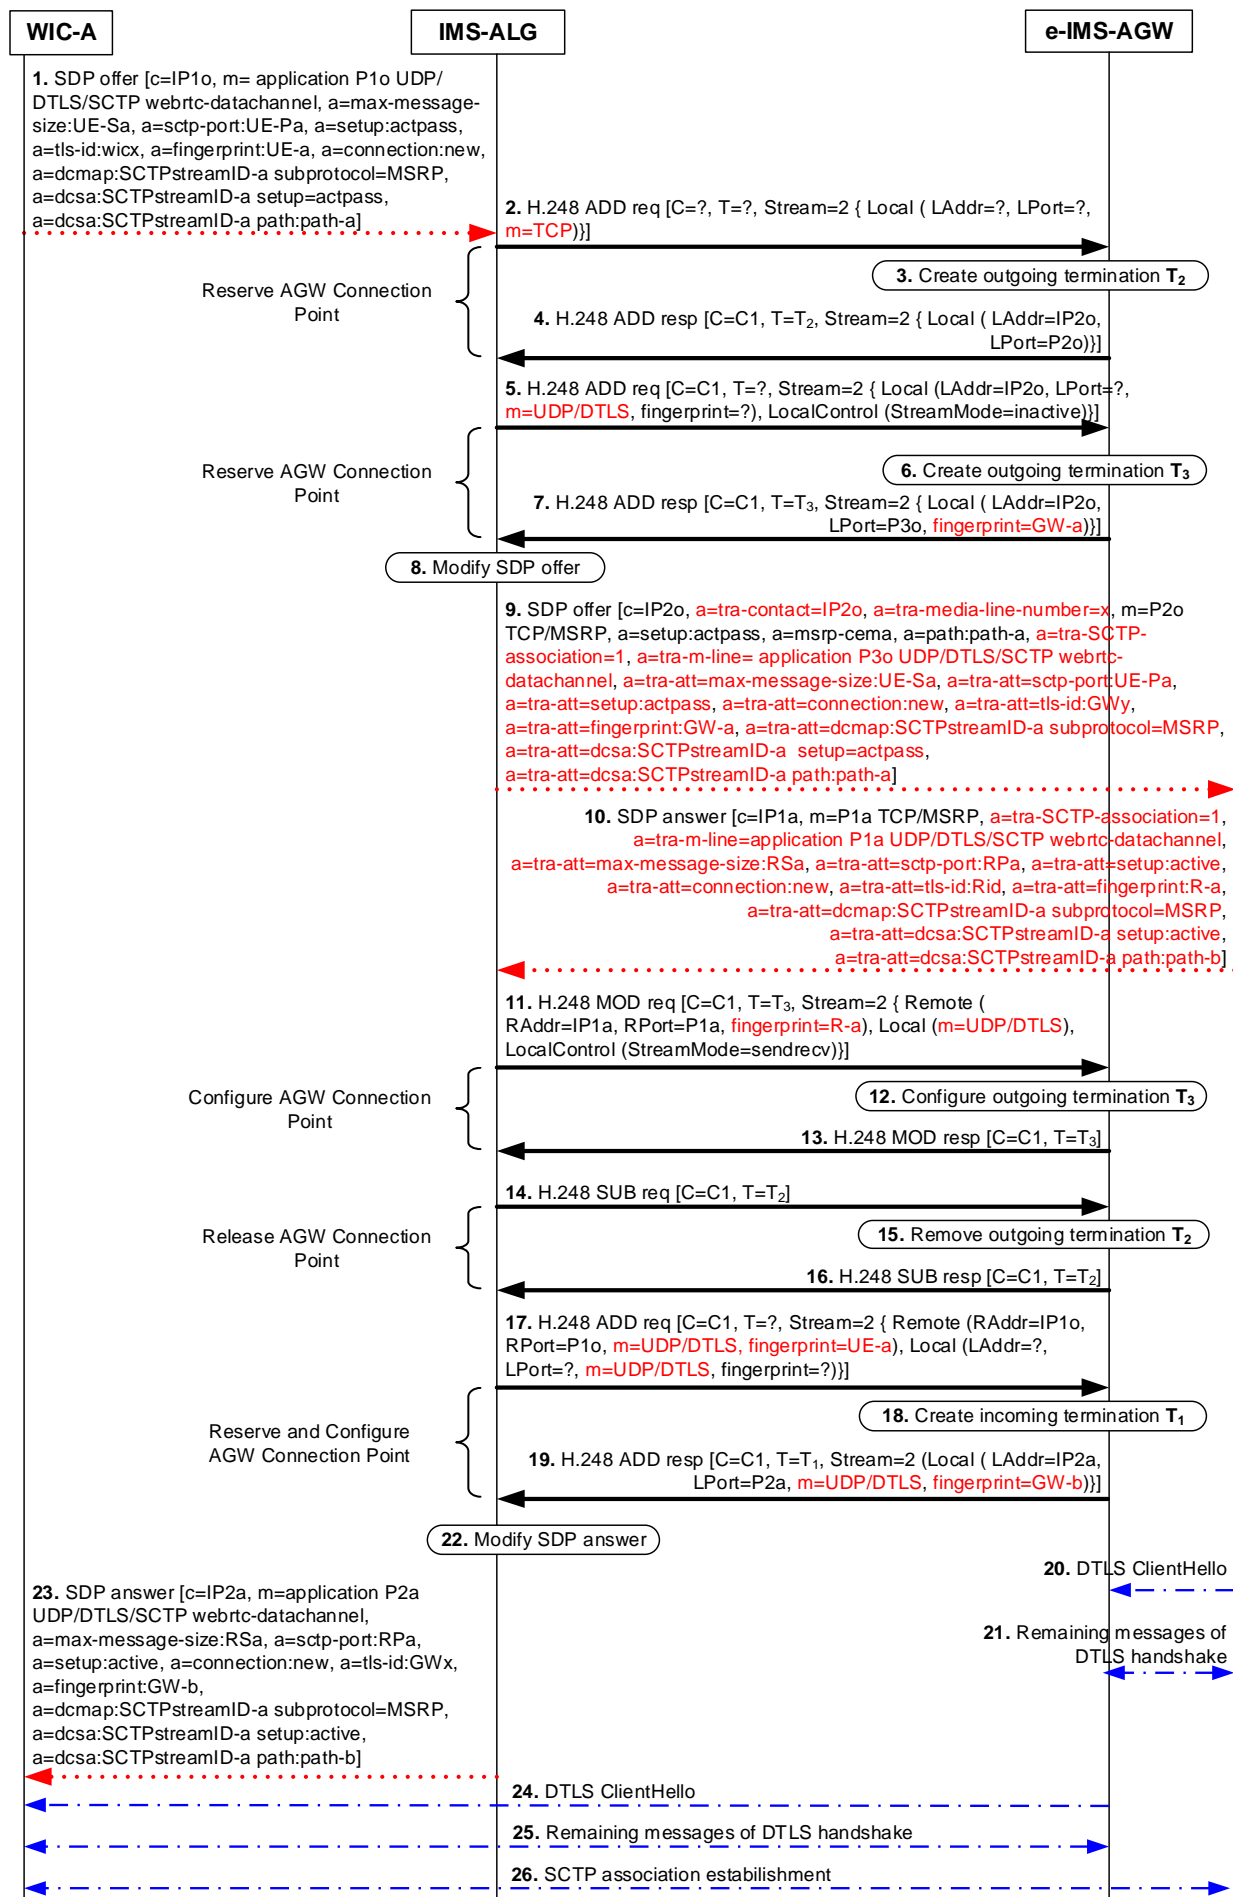 WIC-A
IMS-ALG
e-IMS-AGW
1. SDP offer [c=IP1o, m= application P1o UDP/
DTLS/SCTP webrtc-datachannel, a=max-message-
size:UE-Sa, a=sctp-port:UE-Pa, a=setup:actpass,
a=tls-id:wicx, a=fingerprint:UE-a, a=connection:new,
a=dcmap:SCTPstreamID-a subprotocol=MSRP,
a=dcsa:SCTPstreamID-a setup=actpass,
a=dcsa:SCTPstreamID-a path:path-a]
2. H.248 ADD req [C=?, T=?, Stream=2 { Local ( LAddr=?, LPort=?,
m=TCP)}]
3. Create outgoing termination T2
Reserve AGW Connection
Point
4. H.248 ADD resp [C=C1, T=T2, Stream=2 { Local ( LAddr=IP2o,
LPort=P2o)}]
5. H.248 ADD req [C=C1, T=?, Stream=2 { Local (LAddr=IP2o, LPort=?,
m=UDP/DTLS, fingerprint=?), LocalControl (StreamMode=inactive)}]
6. Create outgoing termination T3
Reserve AGW Connection
Point
7. H.248 ADD resp [C=C1, T=T3, Stream=2 { Local ( LAddr=IP2o,
LPort=P3o, fingerprint=GW-a)}]
8. Modify SDP offer
9. SDP offer [c=IP2o, a=tra-contact=IP2o, a=tra-media-line-number=x, m=P2o
TCP/MSRP, a=setup:actpass, a=msrp-cema, a=path:path-a, a=tra-SCTP-
association=1, a=tra-m-line= application P3o UDP/DTLS/SCTP webrtc-
datachannel, a=tra-att=max-message-size:UE-Sa, a=tra-att=sctp-port:UE-Pa,
a=tra-att=setup:actpass, a=tra-att=connection:new, a=tra-att=tls-id:GWy,
a=tra-att=fingerprint:GW-a, a=tra-att=dcmap:SCTPstreamID-a subprotocol=MSRP,
a=tra-att=dcsa:SCTPstreamID-a setup=actpass,
a=tra-att=dcsa:SCTPstreamID-a path:path-a]
10. SDP answer [c=IP1a, m=P1a TCP/MSRP, a=tra-SCTP-association=1,
a=tra-m-line=application P1a UDP/DTLS/SCTP webrtc-datachannel,
a=tra-att=max-message-size:RSa, a=tra-att=sctp-port:RPa, a=tra-att=setup:active,
a=tra-att=connection:new, a=tra-att=tls-id:Rid, a=tra-att=fingerprint:R-a,
a=tra-att=dcmap:SCTPstreamID-a subprotocol=MSRP,
a=tra-att=dcsa:SCTPstreamID-a setup:active,
a=tra-att=dcsa:SCTPstreamID-a path:path-b]
11. H.248 MOD req [C=C1, T=T3, Stream=2 { Remote (
RAddr=IP1a, RPort=P1a, fingerprint=R-a), Local (m=UDP/DTLS),
LocalControl (StreamMode=sendrecv)}]
Configure AGW Connection
Point
12. Configure outgoing termination T3
13. H.248 MOD resp [C=C1, T=T3]
14. H.248 SUB req [C=C1, T=T2]
Release AGW Connection
Point
15. Remove outgoing termination T2
16. H.248 SUB resp [C=C1, T=T2]
17. H.248 ADD req [C=C1, T=?, Stream=2 { Remote (RAddr=IP1o,
RPort=P1o, m=UDP/DTLS, fingerprint=UE-a), Local (LAddr=?,
LPort=?, m=UDP/DTLS, fingerprint=?)}]
18. Create incoming termination T1
Reserve and Configure
AGW Connection Point
19. H.248 ADD resp [C=C1, T=T1, Stream=2 (Local ( LAddr=IP2a,
LPort=P2a, m=UDP/DTLS, fingerprint=GW-b)}]
22. Modify SDP answer
20. DTLS ClientHello
23. SDP answer [c=IP2a, m=application P2a
UDP/DTLS/SCTP webrtc-datachannel,
a=max-message-size:RSa, a=sctp-port:RPa,
a=setup:active, a=connection:new, a=tls-id:GWx,
a=fingerprint:GW-b,
a=dcmap:SCTPstreamID-a subprotocol=MSRP,
a=dcsa:SCTPstreamID-a setup:active,
a=dcsa:SCTPstreamID-a path:path-b]
21. Remaining messages of
DTLS handshake
24. DTLS ClientHello
25. Remaining messages of DTLS handshake
26. SCTP association estabilishment